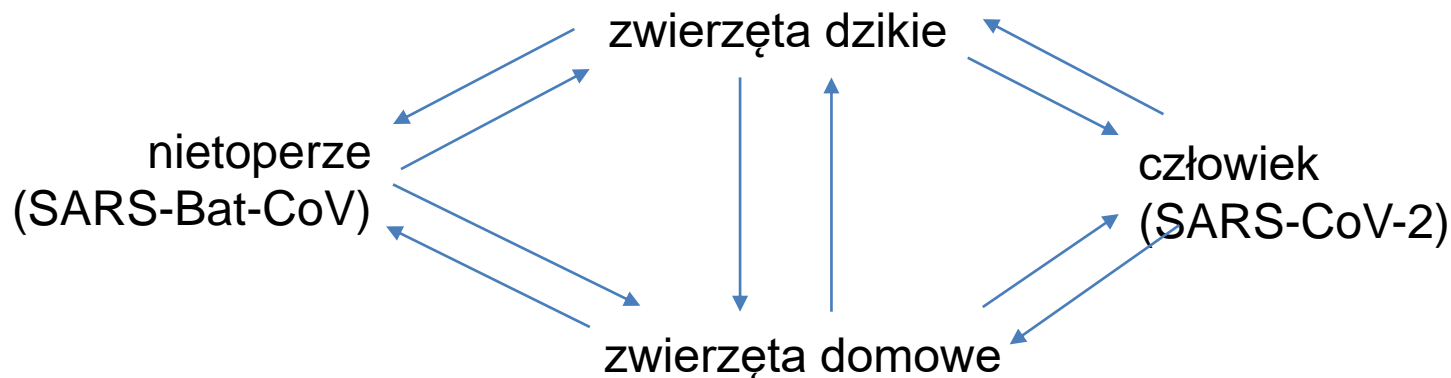 zwierzęta dzikie
nietoperze
(SARS-Bat-CoV)
człowiek
(SARS-CoV-2)
zwierzęta domowe